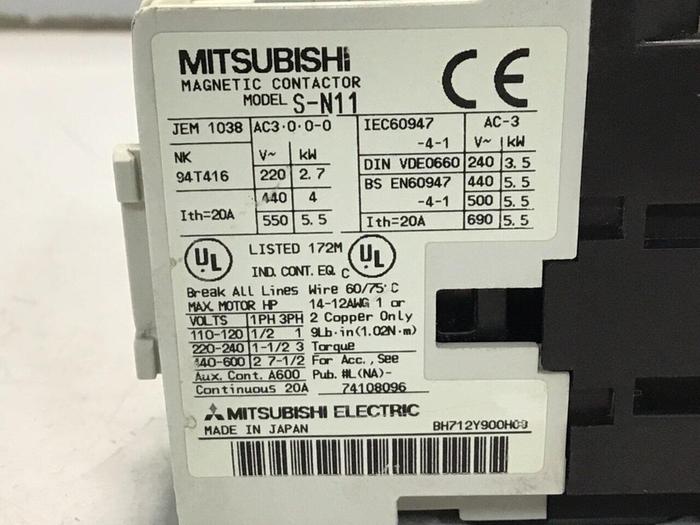 MITSUBISHI
MAGNETIC CONTACTOR
MODEL S-N11
CE
JEM 1038 AC3·0·0-0
NK V~ kW
94T416 220 2.7
440 4
Ith=20A 550 5.5
IEC60947 AC-3
-4-1 V~ kW
DIN VDE0660 240 3.5
BS EN60947 440 5.5
-4-1 500 5.5
Ith=20A 690 5.5
UL LISTED 172M UL
IND. CONT. EQ. C
Break All Lines Wire 60/75°C
MAX. MOTOR HP 14-12AWG 1 or
VOLTS 1PH 3PH 2 Copper Only
110-120 1/2 1 9Lb·in(1.02N·m)
220-240 1-1/2 3 Torque
440-600 2 7-1/2 For Acc., See
Aux. Cont. A600 Pub. #L(NA)-
Continuous 20A 74108096
MITSUBISHI ELECTRIC
MADE IN JAPAN BH712Y900H09